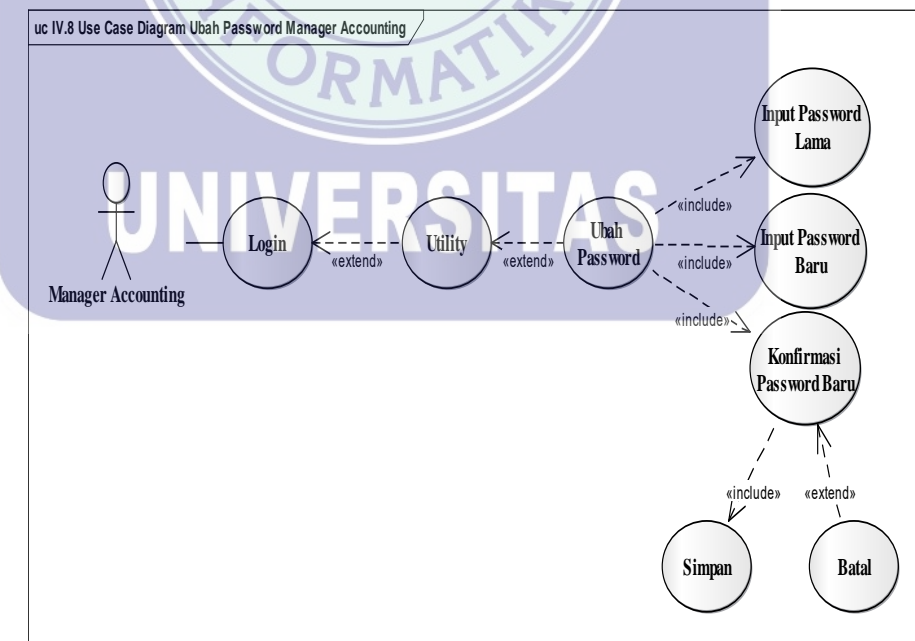 uc IV.8 Use Case Diagram Ubah Password Manager Accounting
FORMATI
UNIVERSITAS
Manager Accounting
Login
«extend»
Utility
«extend»
Ubah
Password
«include»
«include»
«include»
Input Password
Lama
Input Password
Baru
Konfirmasi
Password Baru
«include»
«extend»
Simpan
Batal